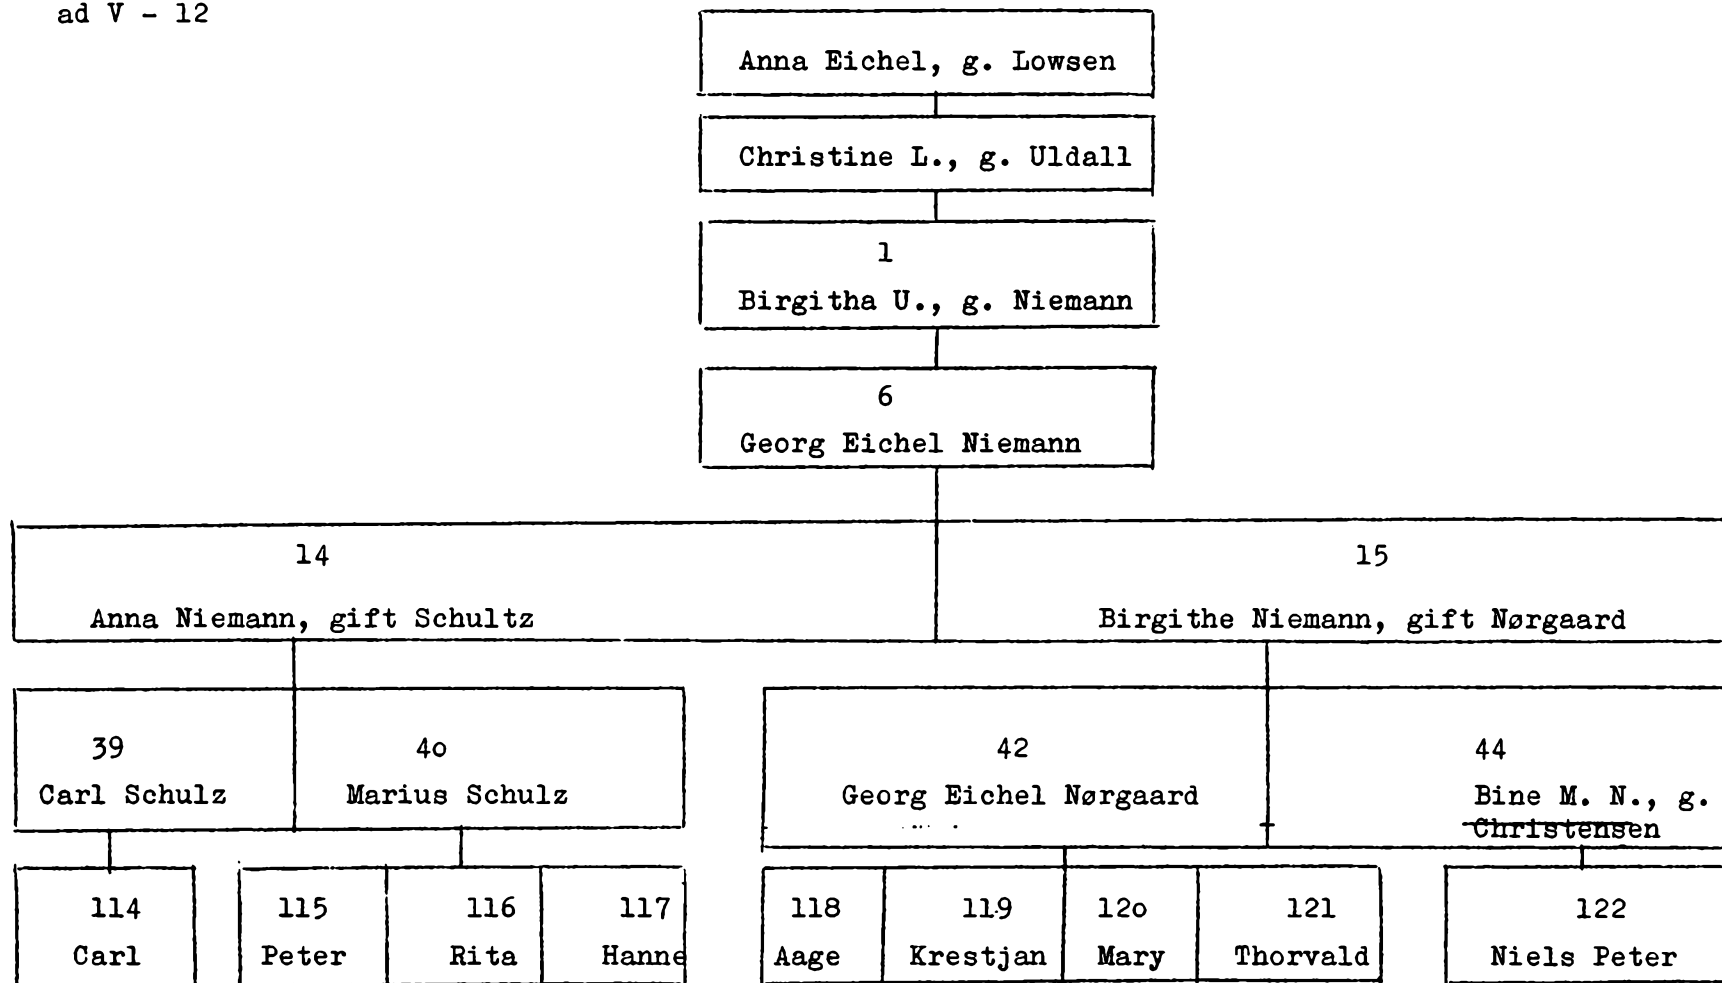 ad V - 12
Anna Eichel, g. Lowsen
Christine L., g. Uldall
1
Birgitha U., g. Niemann
6
Georg Eichel Niemann
14 15
Anna Niemann, gift Schultz Birgithe Niemann, gift Nørgaard
39 4o 42 44
Carl Schulz Marius Schulz Georg Eichel Nørgaard Bine M. N., g.
Christensen
114 115 116 117 118 119 12o 121 122
Carl Peter Rita Hanne Aage Krestjan Mary Thorvald Niels Peter